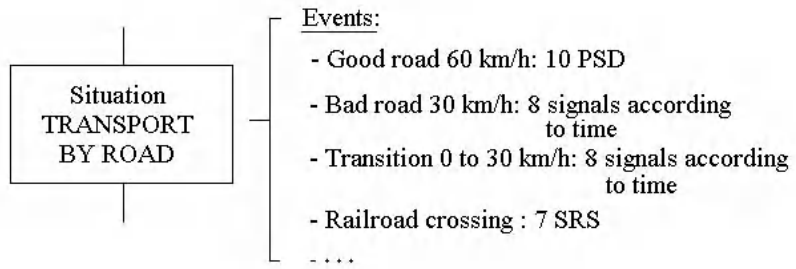 Situation
TRANSPORT
BY ROAD
Events:
- Good road 60 km/h: 10 PSD
- Bad road 30 km/h: 8 signals according
to time
- Transition 0 to 30 km/h: 8 signals according
to time
- Railroad crossing : 7 SRS
- . . . .